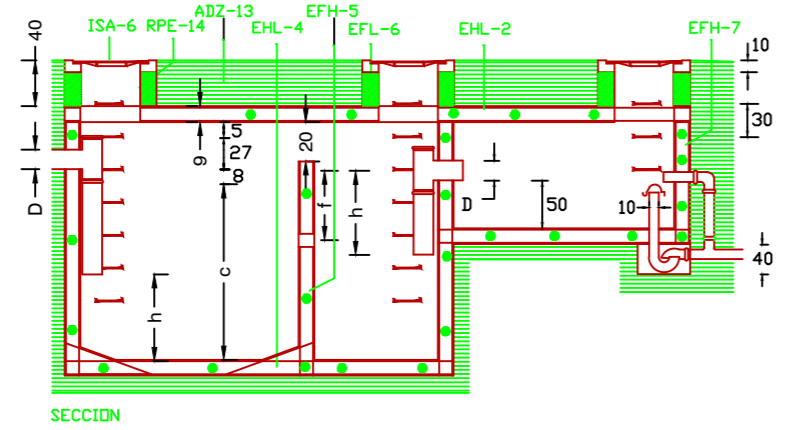 ADZ-13
EFH-5
ISA-6 RPE-14
EHL-4
EFL-6
EHL-2
EFH-7
40
10
30
5
20
27
9
8
D
f
h
D
50
10
c
40
h
SECCION